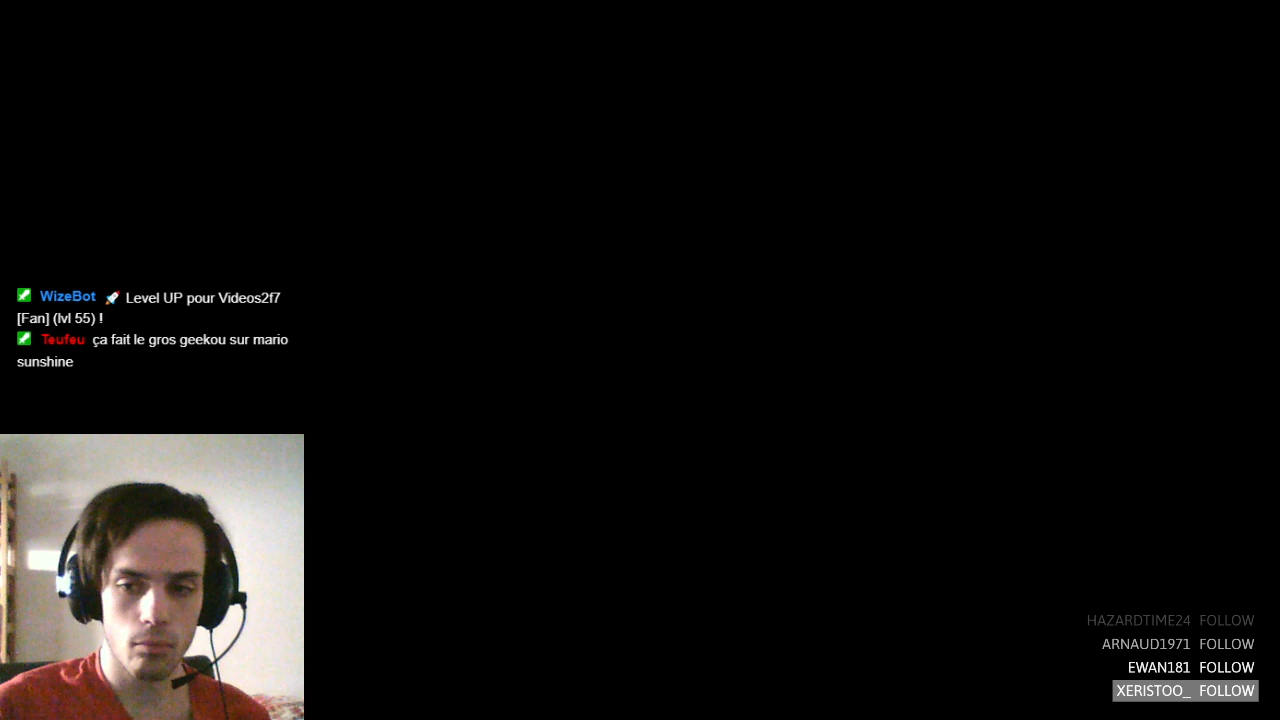 WizeBot 🚀 Level UP pour Videos2f7
[Fan] (lvl 55) !
Teufeu ça fait le gros geekou sur mario
sunshine
HAZARDTIME24 FOLLOW
ARNAUD1971 FOLLOW
EWAN181 FOLLOW
XERISTOO_ FOLLOW